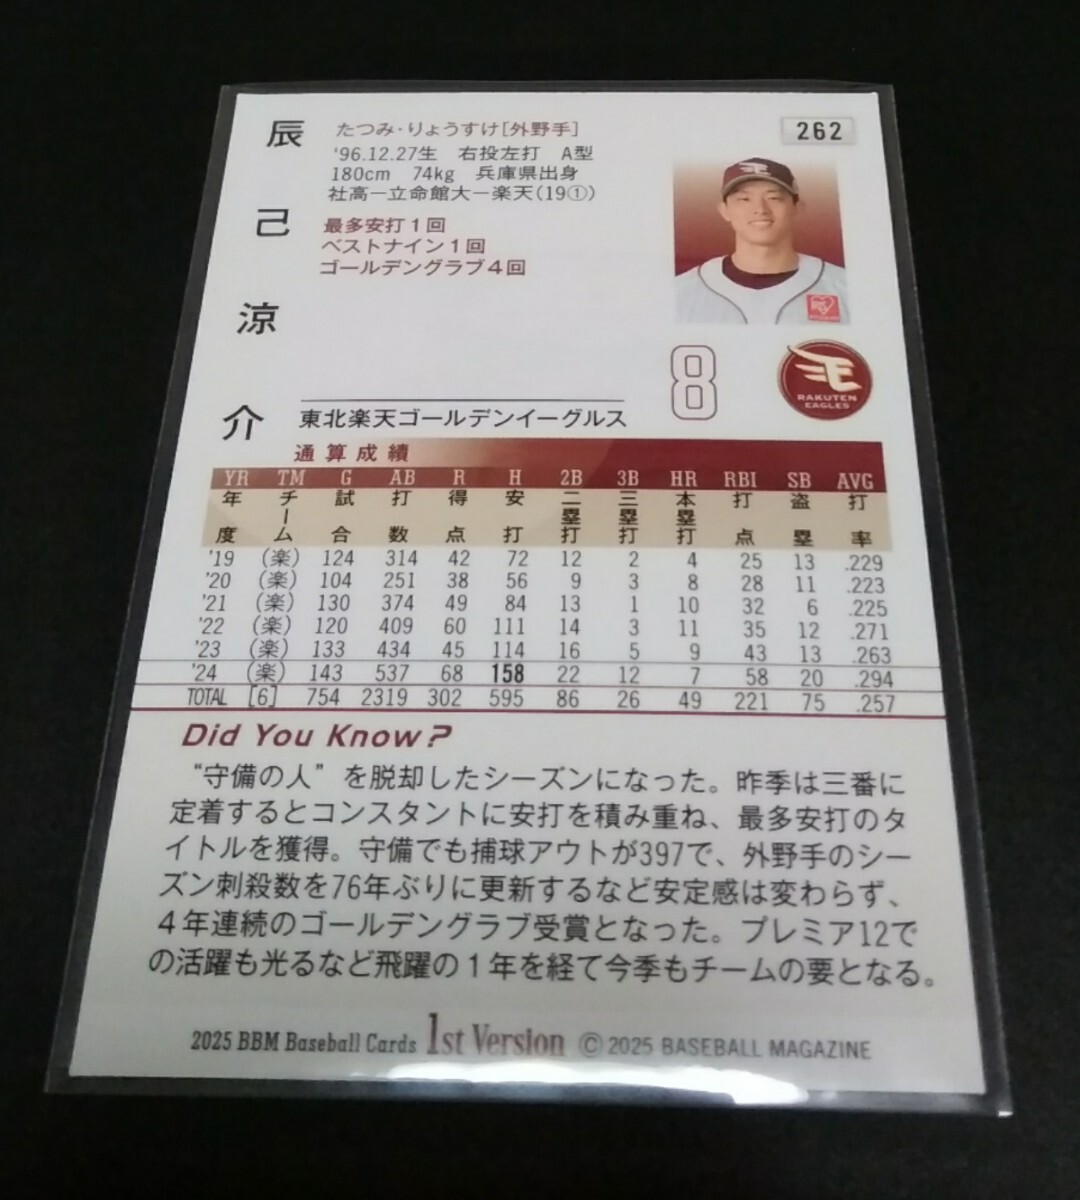 262
辰己涼介
たつみ・りょうすけ[外野手]
'96.12.27生 右投左打 A型
180cm 74kg 兵庫県出身
社高－立命館大－楽天(19①)
最多安打1回
ベストナイン1回
ゴールデングラブ4回
8
RAKUTEN
EAGLES
東北楽天ゴールデンイーグルス
通算成績
YR TM G AB R H 2B 3B HR RBI SB AVG
年度 チーム 試合 打数 得点 安打 二塁打 三塁打 本塁打 打点 盗塁 打率
'19 (楽) 124 314 42 72 12 2 4 25 13 .229
'20 (楽) 104 251 38 56 9 3 8 28 11 .223
'21 (楽) 130 374 49 84 13 1 10 32 6 .225
'22 (楽) 120 409 60 111 14 3 11 35 12 .271
'23 (楽) 133 434 45 114 16 5 9 43 13 .263
'24 (楽) 143 537 68 158 22 12 7 58 20 .294
TOTAL [6] 754 2319 302 595 86 26 49 221 75 .257
Did You Know?
“守備の人”を脱却したシーズンになった。昨季は三番に
定着するとコンスタントに安打を積み重ね、最多安打のタ
イトルを獲得。守備でも捕球アウトが397で、外野手のシー
ズン刺殺数を76年ぶりに更新するなど安定感は変わらず、
4年連続のゴールデングラブ受賞となった。プレミア12で
の活躍も光るなど飛躍の1年を経て今季もチームの要となる。
2025 BBM Baseball Cards 1st Version © 2025 BASEBALL MAGAZINE